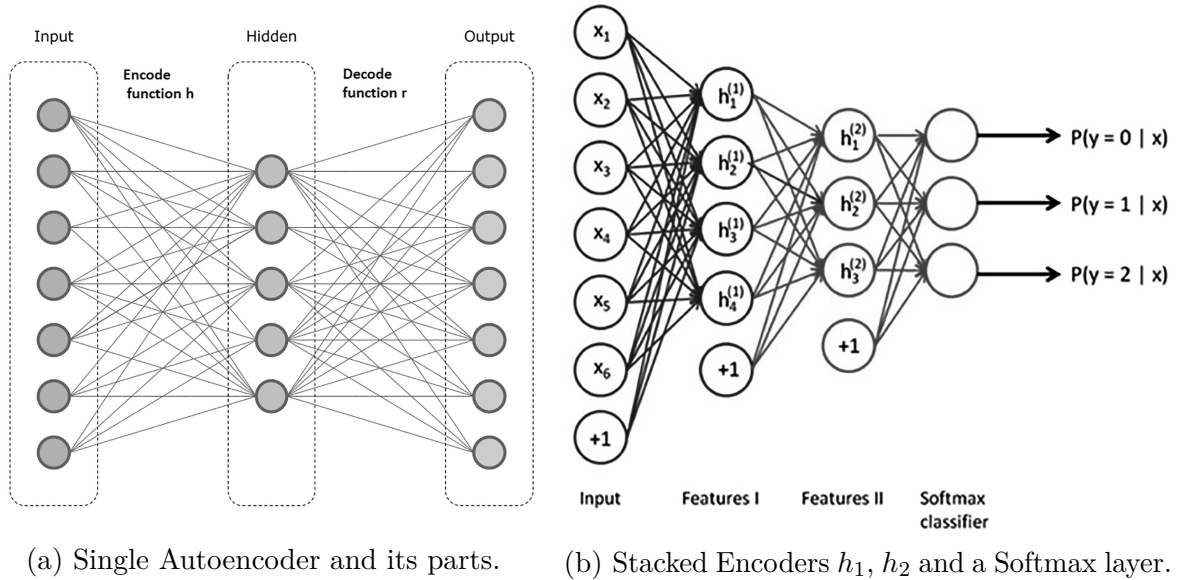 Input Hidden Output
Encode
function h
Decode
function r
x₁
x₂
x₃
x₄
x₅
x₆
+1
h₁⁽¹⁾
h₂⁽¹⁾
h₃⁽¹⁾
h₄⁽¹⁾
+1
h₁⁽²⁾
h₂⁽²⁾
h₃⁽²⁾
+1
P(y = 0 | x)
P(y = 1 | x)
P(y = 2 | x)
Input Features I Features II Softmax
classifier
(a) Single Autoencoder and its parts.
(b) Stacked Encoders h₁, h₂ and a Softmax layer.